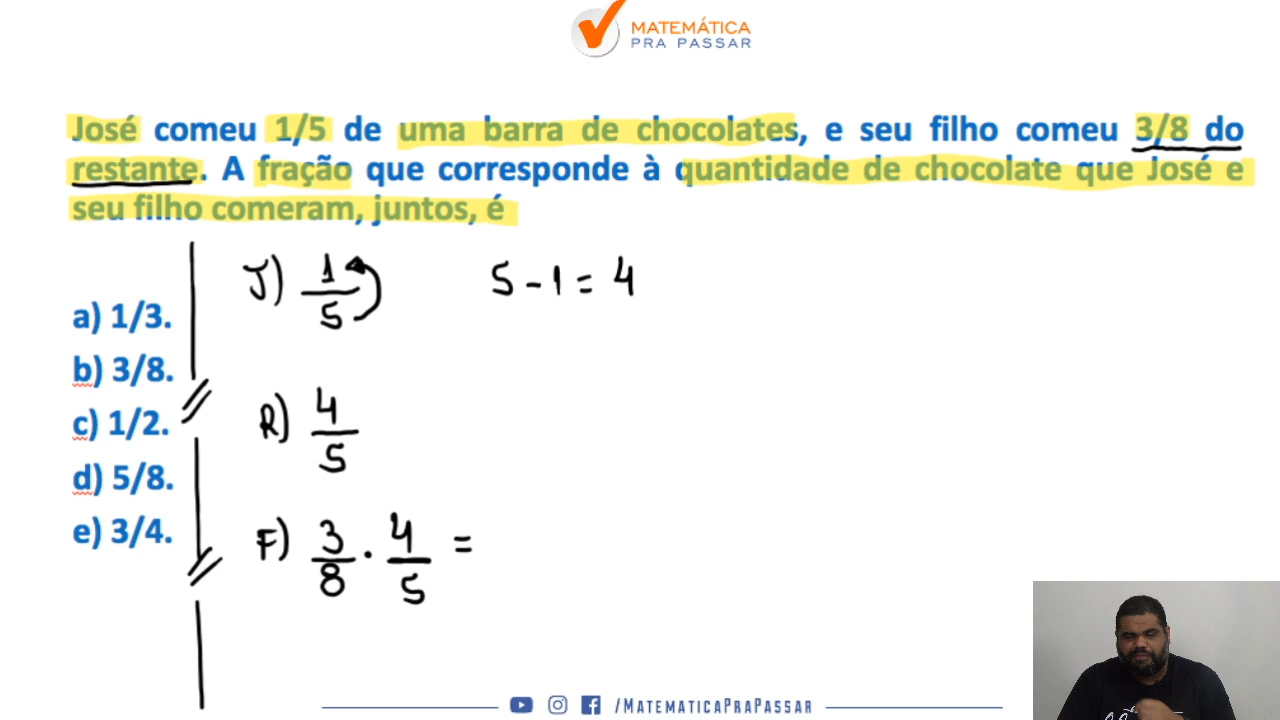 MATEMÁTICA
PRA PASSAR
José comeu 1/5 de uma barra de chocolates, e seu filho comeu 3/8 do
restante. A fração que corresponde à quantidade de chocolate que José e
seu filho comeram, juntos, é
a) 1/3.
b) 3/8.
c) 1/2.
d) 5/8.
e) 3/4.
J) 1/5
5 - 1 = 4
R) 4/5
F) 3/8 . 4/5 =
/MATEMATICAPRAPASSAR